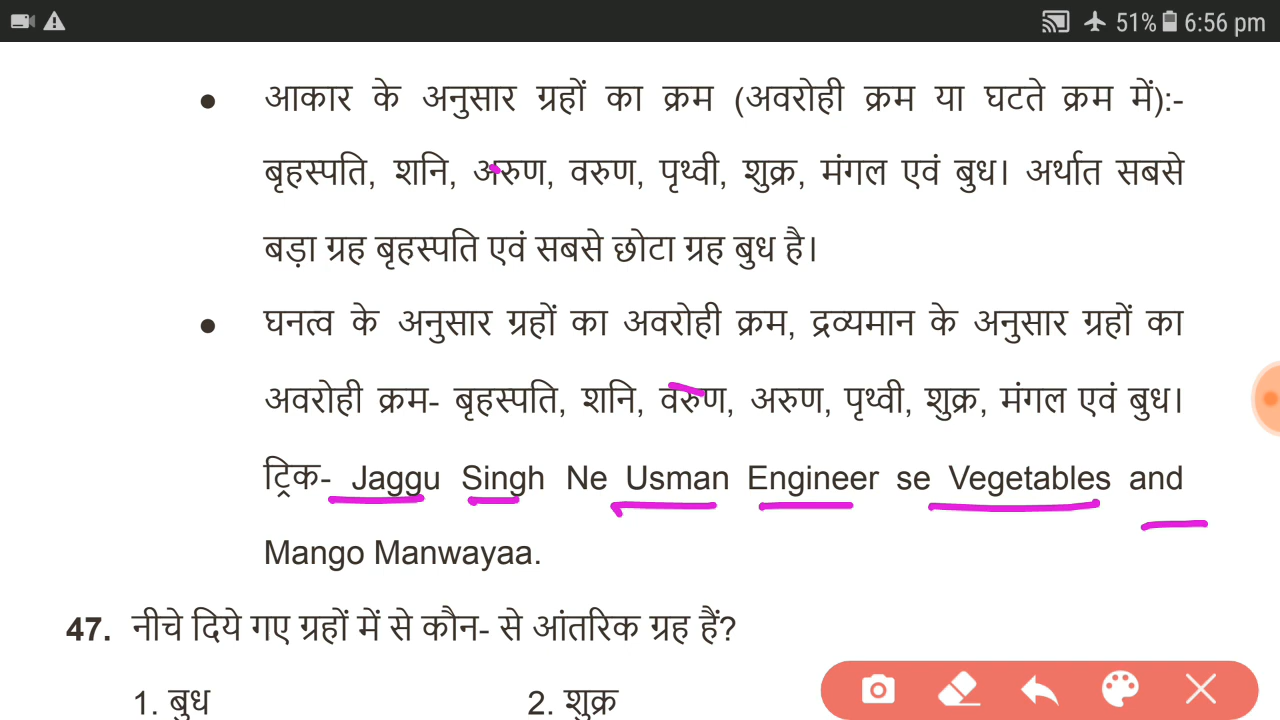 51% 6:56 pm
• आकार के अनुसार ग्रहों का क्रम (अवरोही क्रम या घटते क्रम में):-
बृहस्पति, शनि, अरुण, वरुण, पृथ्वी, शुक्र, मंगल एवं बुध। अर्थात सबसे
बड़ा ग्रह बृहस्पति एवं सबसे छोटा ग्रह बुध है।
• घनत्व के अनुसार ग्रहों का अवरोही क्रम, द्रव्यमान के अनुसार ग्रहों का
अवरोही क्रम- बृहस्पति, शनि, वरुण, अरुण, पृथ्वी, शुक्र, मंगल एवं बुध।
ट्रिक- Jaggu Singh Ne Usman Engineer se Vegetables and
Mango Manwayaa.
47. नीचे दिये गए ग्रहों में से कौन- से आंतरिक ग्रह हैं?
1. बुध 2. शुक्र